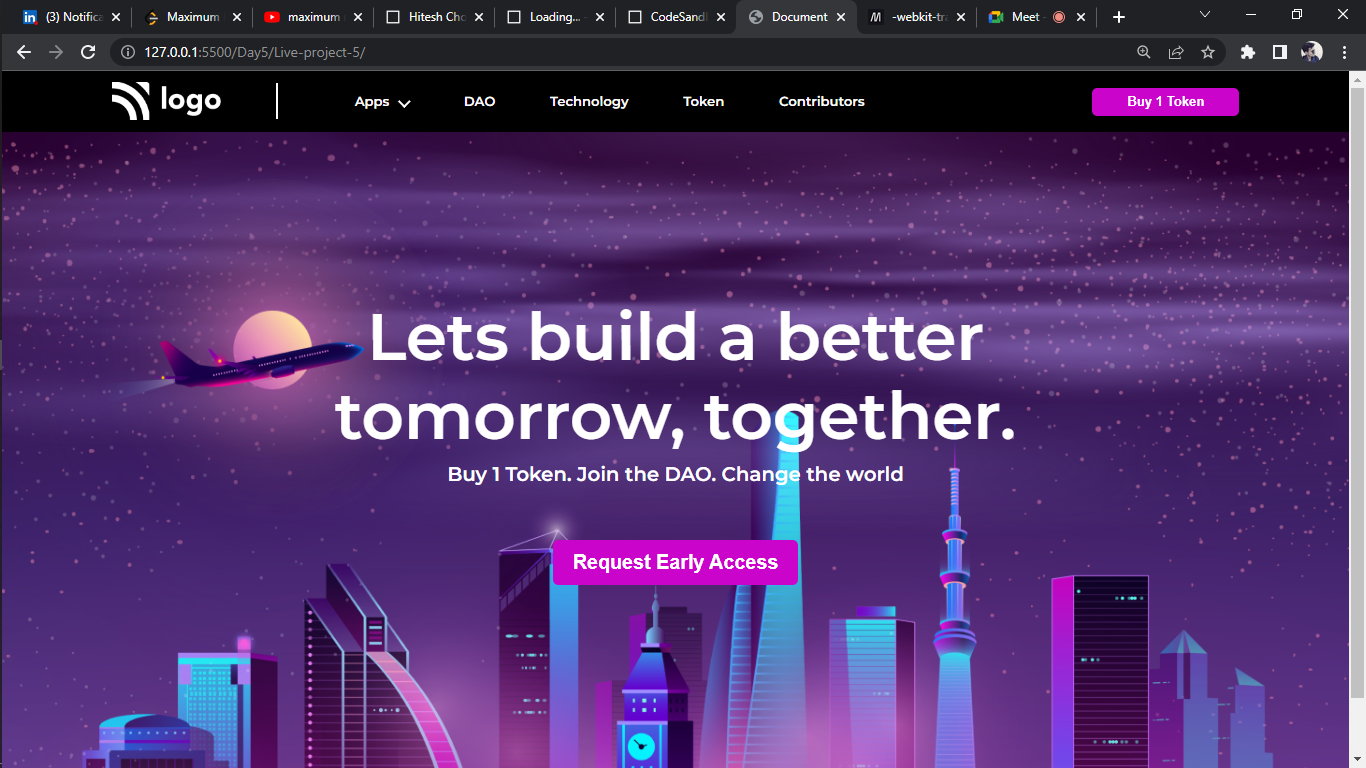 (3) Notifica
Maximum
maximum
Hitesh Cho
Loading...
CodeSand
Document
-webkit-tra
Meet -
127.0.0.1:5500/Day5/Live-project-5/
logo
Apps
DAO
Technology
Token
Contributors
Buy 1 Token
Lets build a better
tomorrow, together.
Buy 1 Token. Join the DAO. Change the world
Request Early Access